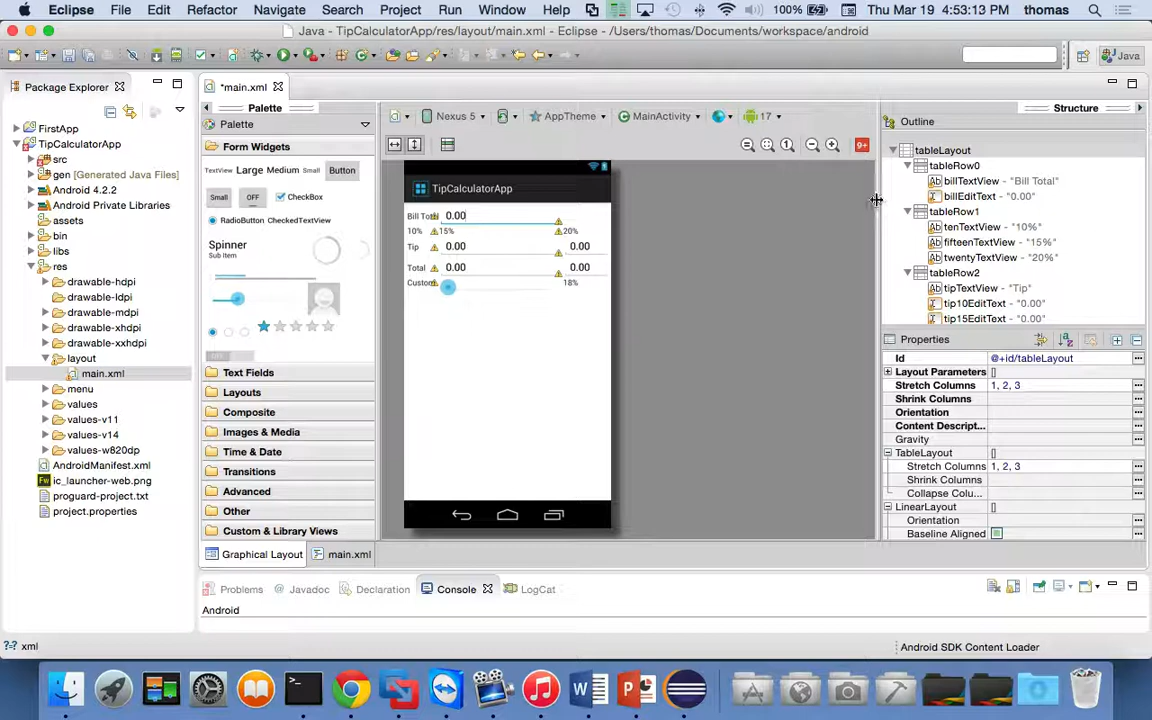 Eclipse File Edit Refactor Navigate Search Project Run Window Help 100% Thu Mar 19 4:53:13 PM thomas
Java - TipCalculatorApp/res/layout/main.xml - Eclipse - /Users/thomas/Documents/workspace/android
Java
Package Explorer
FirstApp
TipCalculatorApp
src
gen [Generated Java Files]
Android 4.2.2
Android Private Libraries
assets
bin
libs
res
drawable-hdpi
drawable-ldpi
drawable-mdpi
drawable-xhdpi
drawable-xxhdpi
layout
main.xml
menu
values
values-v11
values-v14
values-w820dp
AndroidManifest.xml
ic_launcher-web.png
proguard-project.txt
project.properties
*main.xml
Palette
Palette
Form Widgets
TextView Large Medium Small Button
Small OFF CheckBox
RadioButton CheckedTextView
Spinner
Sub Item
Text Fields
Layouts
Composite
Images & Media
Time & Date
Transitions
Advanced
Other
Custom & Library Views
Graphical Layout main.xml
Nexus 5 AppTheme MainActivity 17
9+
TipCalculatorApp
Bill Total 0.00
10% 15% 20%
Tip 0.00 0.00
Total 0.00 0.00
Custom 18%
Structure
Outline
tableLayout
tableRow0
billTextView - "Bill Total"
billEditText - "0.00"
tableRow1
tenTextView - "10%"
fifteenTextView - "15%"
twentyTextView - "20%"
tableRow2
tipTextView - "Tip"
tip10EditText - "0.00"
tip15EditText - "0.00"
Properties
Id @+id/tableLayout
Layout Parameters []
Stretch Columns 1, 2, 3
Shrink Columns
Orientation
Content Descript...
Gravity
TableLayout []
Stretch Columns 1, 2, 3
Shrink Columns
Collapse Colu...
LinearLayout []
Orientation
Baseline Aligned
Problems Javadoc Declaration Console LogCat
Android
xml Android SDK Content Loader